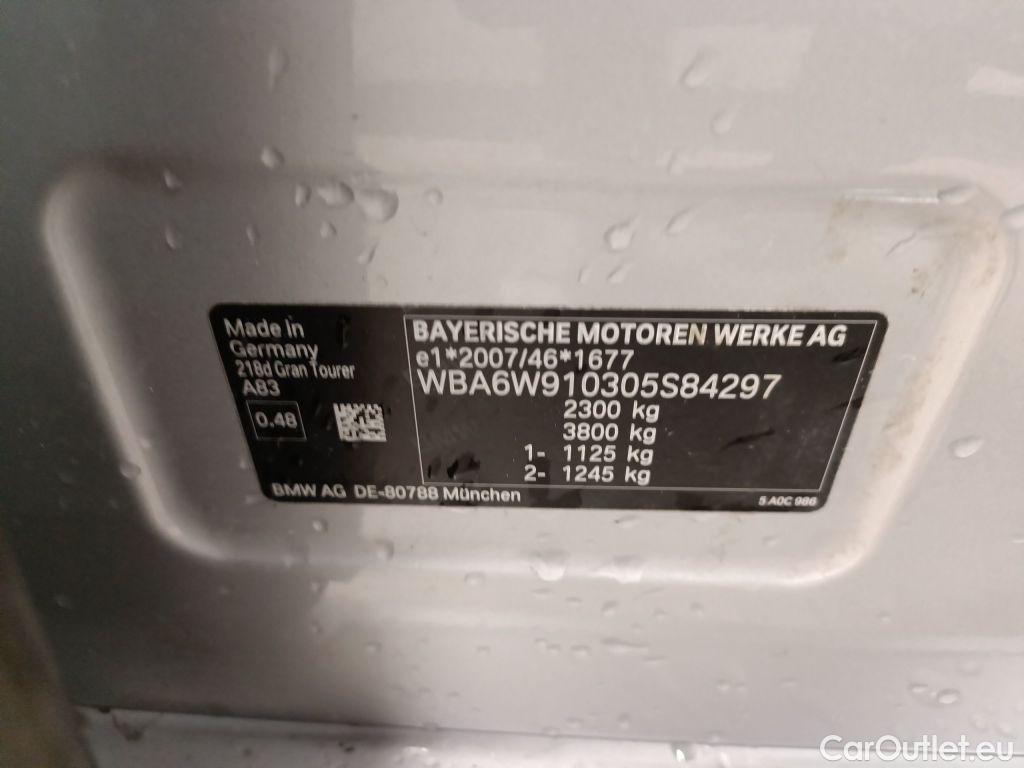 Made in
Germany
218d Gran Tourer
A83
0.48
BAYERISCHE MOTOREN WERKE AG
e1*2007/46*1677
WBA6W910305S84297
2300 kg
3800 kg
1- 1125 kg
2- 1245 kg
BMW AG DE-80788 München
5 A0C 986
CarOutlet.eu